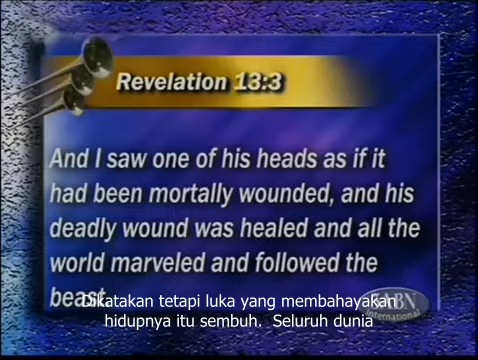 Revelation 13:3
And I saw one of his heads as if it
had been mortally wounded, and his
deadly wound was healed and all the
world marveled and followed the
beast
Dikatakan tetapi luka yang membahayakan
hidupnya itu sembuh. Seluruh dunia
International